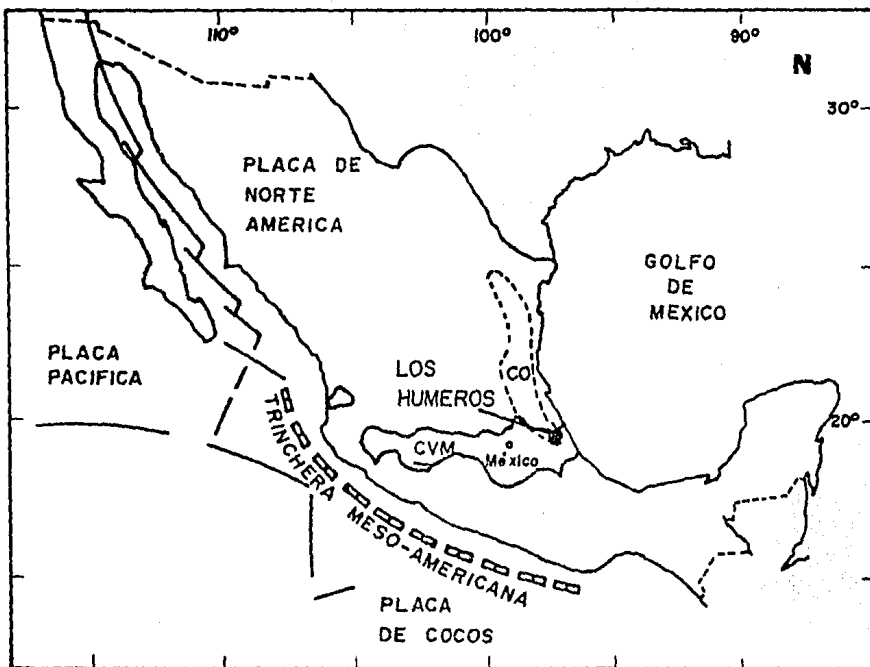 110°
100°
90°
N
30°
PLACA DE
NORTE
AMERICA
GOLFO
DE
MEXICO
PLACA
PACIFICA
LOS
HUMEROS
CO
20°
CVM
México
TRINCHERA MESO-AMERICANA
PLACA
DE COCOS